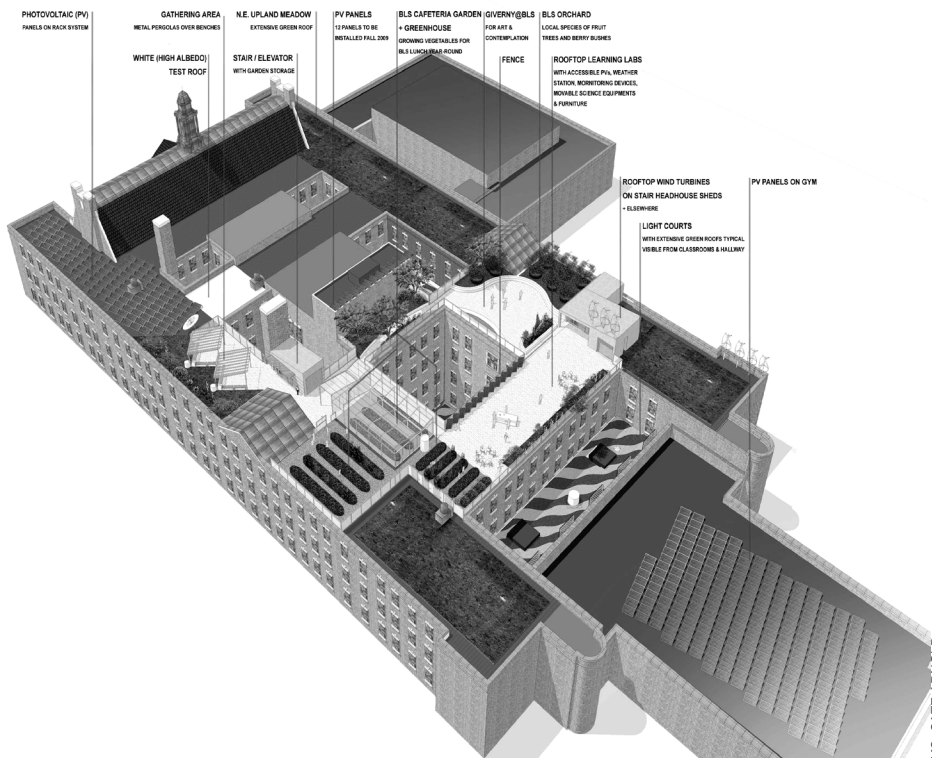 PHOTOVOLTAIC (PV)
PANELS ON RACK SYSTEM
GATHERING AREA
METAL PERGOLAS OVER BENCHES
N.E. UPLAND MEADOW
EXTENSIVE GREEN ROOF
PV PANELS
12 PANELS TO BE
INSTALLED FALL 2009
BLS CAFETERIA GARDEN
+ GREENHOUSE
GROWING VEGETABLES FOR
BLS LUNCH YEAR-ROUND
GIVERNY@BLS
FOR ART &
CONTEMPLATION
BLS ORCHARD
LOCAL SPECIES OF FRUIT
TREES AND BERRY BUSHES
WHITE (HIGH ALBEDO)
TEST ROOF
STAIR / ELEVATOR
WITH GARDEN STORAGE
FENCE
ROOFTOP LEARNING LABS
WITH ACCESSIBLE PVs, WEATHER
STATION, MORNITORING DEVICES,
MOVABLE SCIENCE EQUIPMENTS
& FURNITURE
ROOFTOP WIND TURBINES
ON STAIR HEADHOUSE SHEDS
+ ELSEWHERE
PV PANELS ON GYM
LIGHT COURTS
WITH EXTENSIVE GREEN ROOFS TYPICAL
VISIBLE FROM CLASSROOMS & HALLWAY